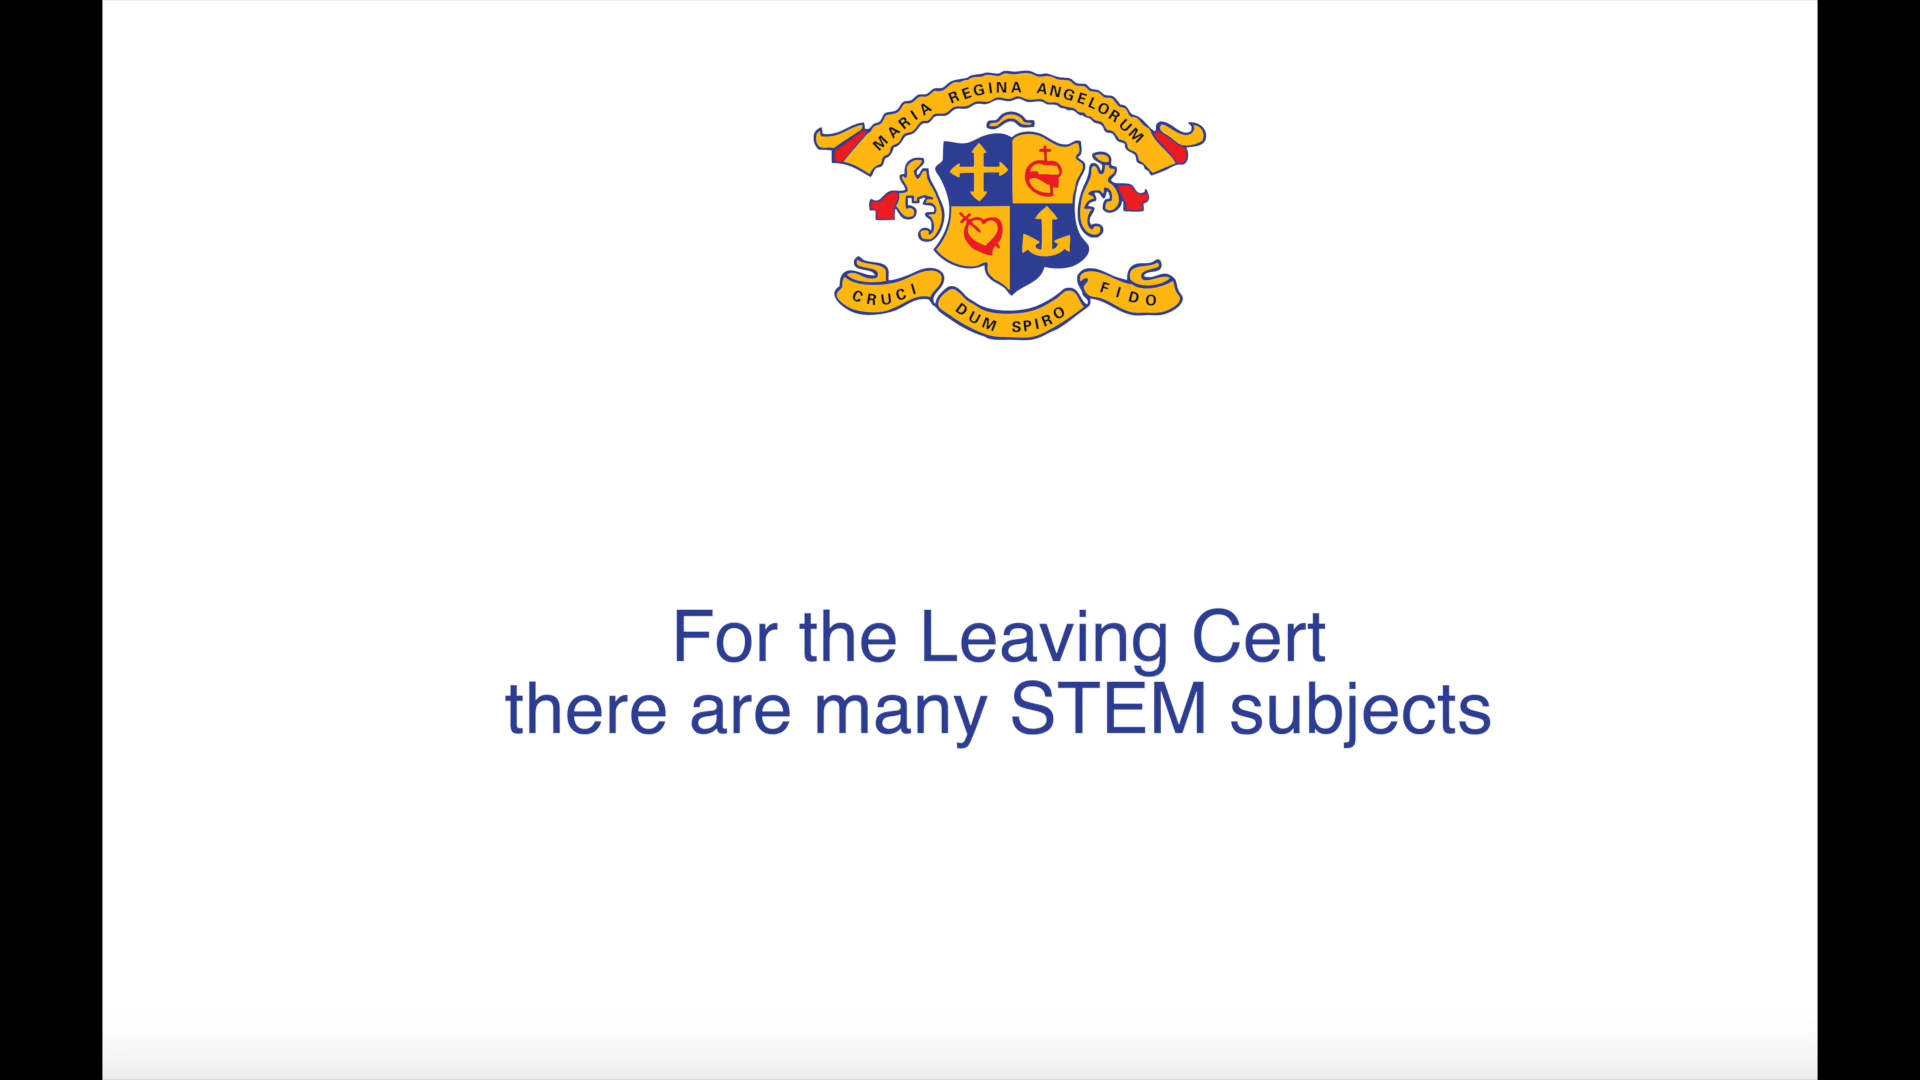 MARIA REGINA ANGELORUM
CRUCI DUM SPIRO FIDO
For the Leaving Cert
there are many STEM subjects